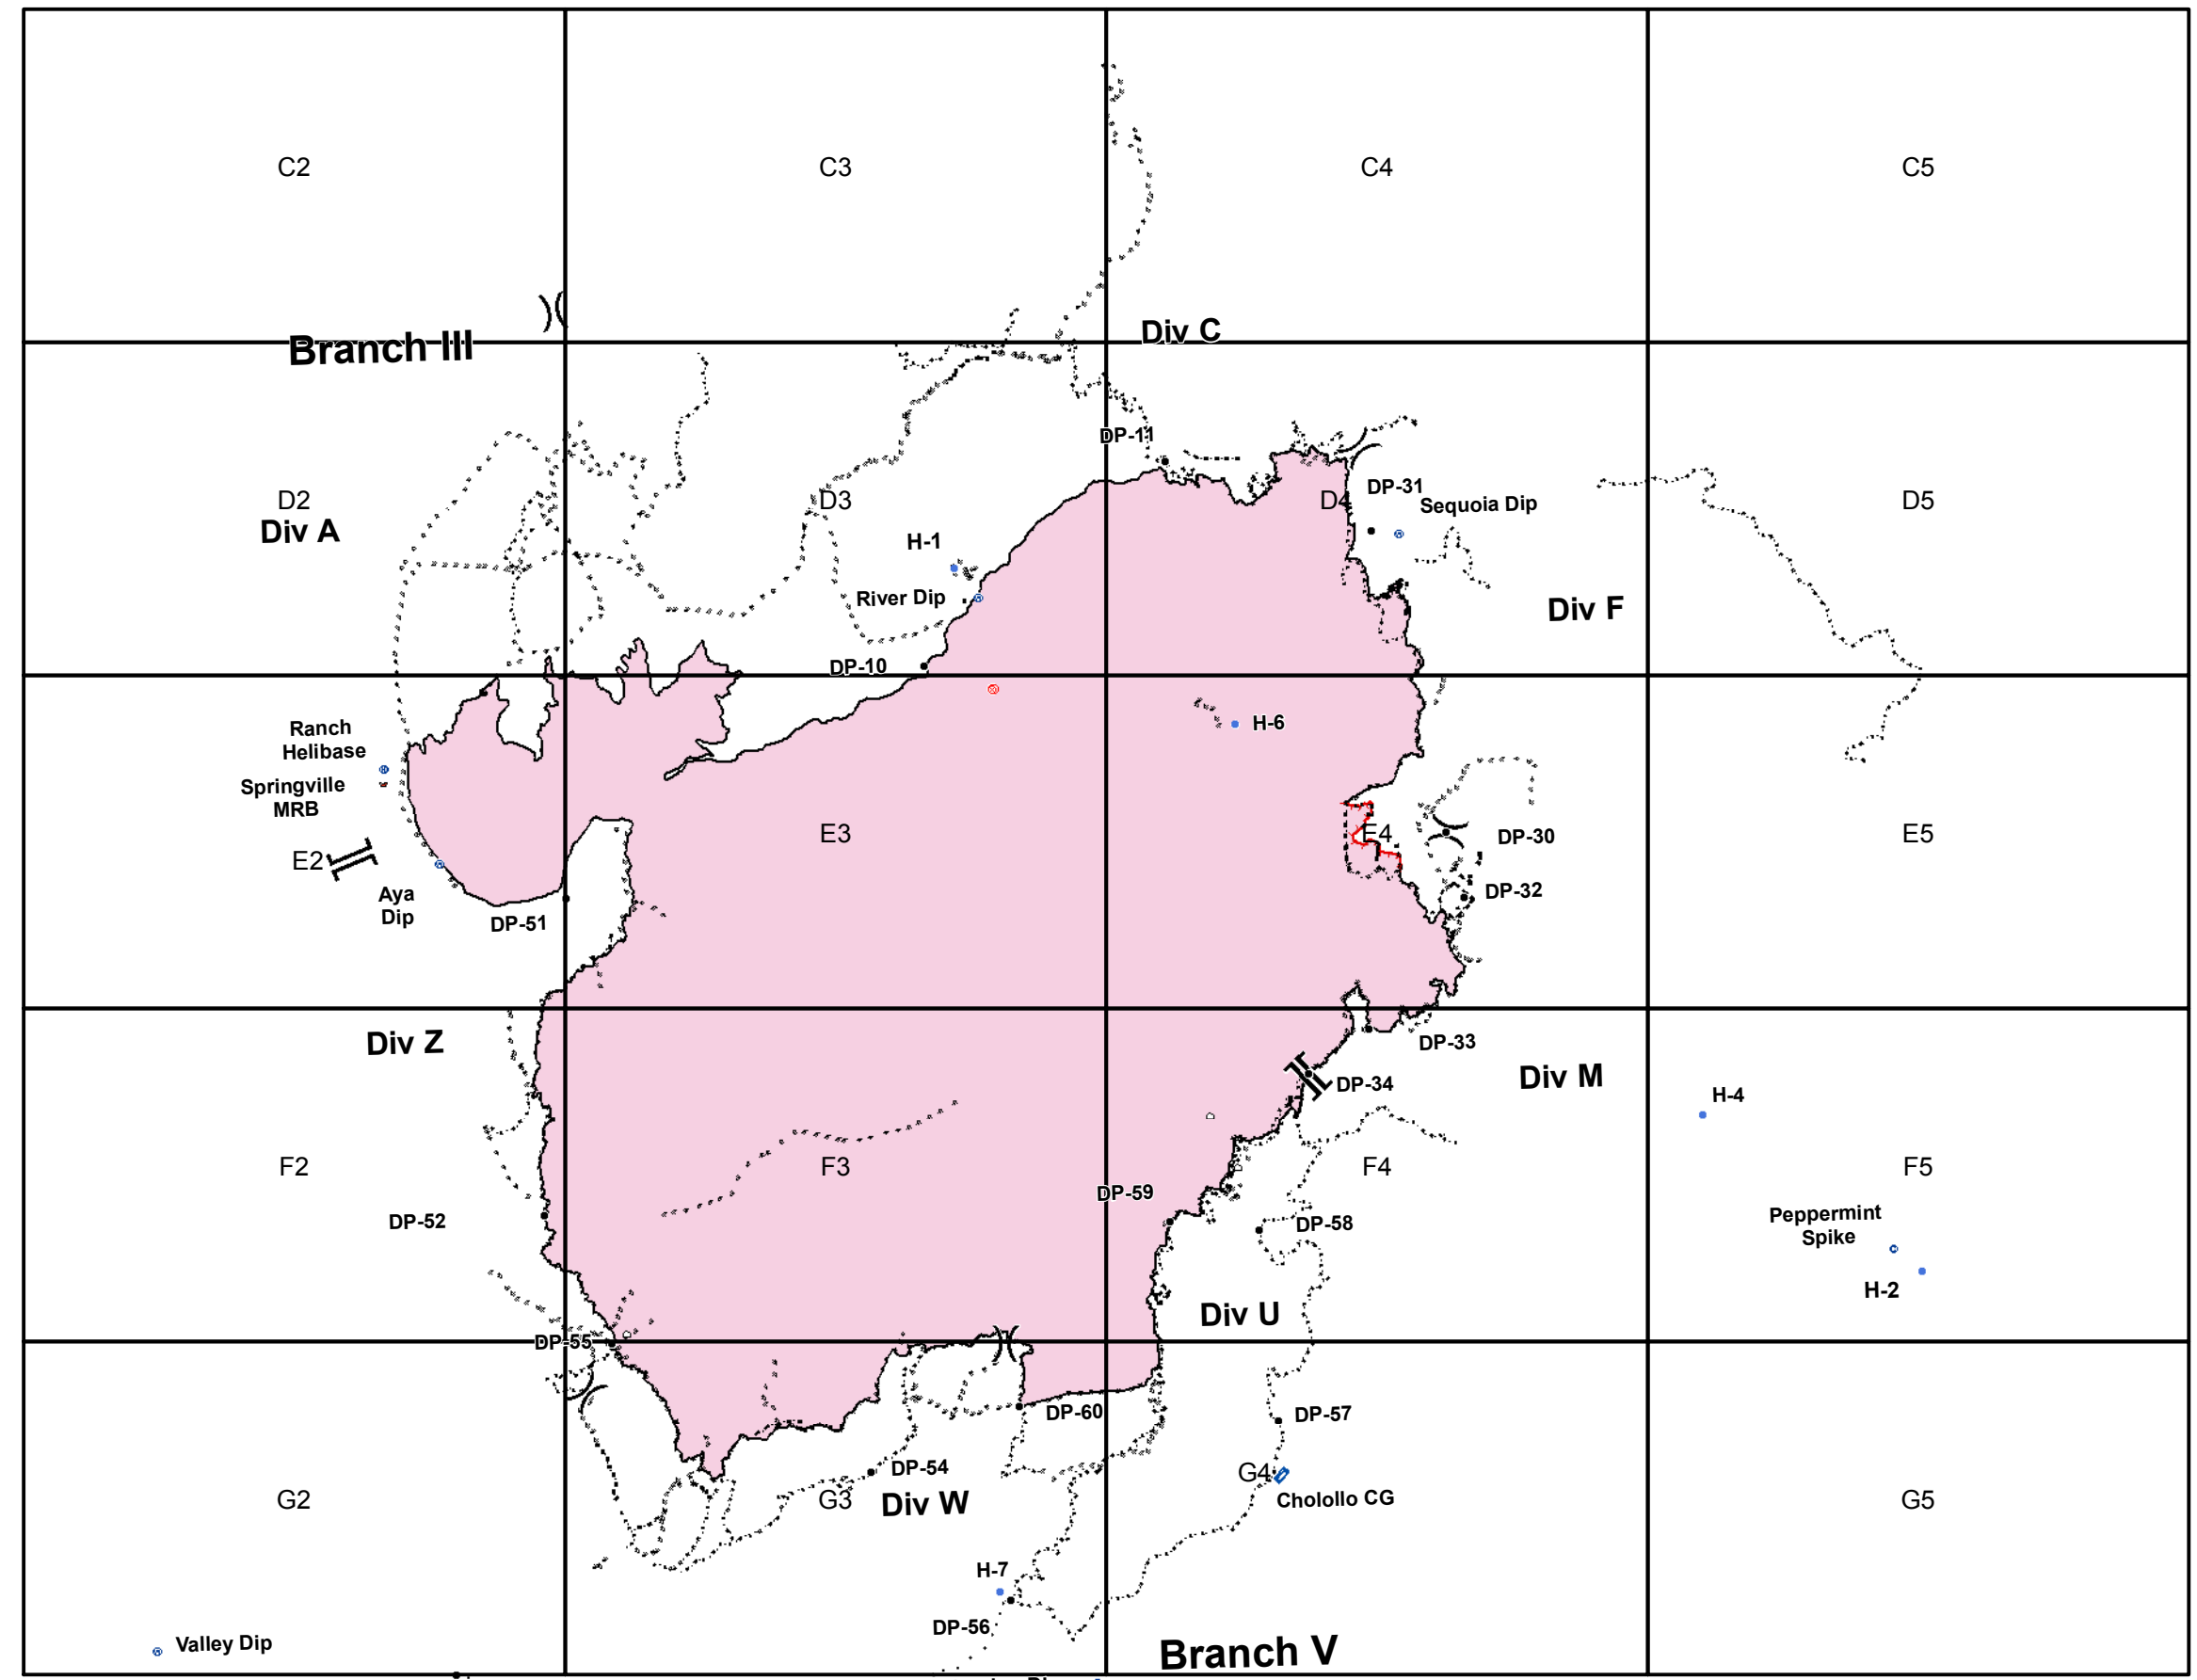 C2
C3
C4
C5
Branch III
Div C
DP-11
D2
D3
D4
DP-31
Sequoia Dip
D5
Div A
H-1
River Dip
Div F
DP-10
Ranch
Helibase
H-6
Springville
MRB
E2
E3
E4
DP-30
E5
Aya
Dip
DP-51
DP-32
Div Z
DP-33
DP-34
Div M
H-4
F2
F3
F4
F5
DP-52
DP-59
DP-58
Peppermint
Spike
H-2
Div U
DP-55
DP-60
DP-57
DP-54
G4
Cholollo CG
G2
G3
Div W
G5
H-7
DP-56
Valley Dip
Branch V